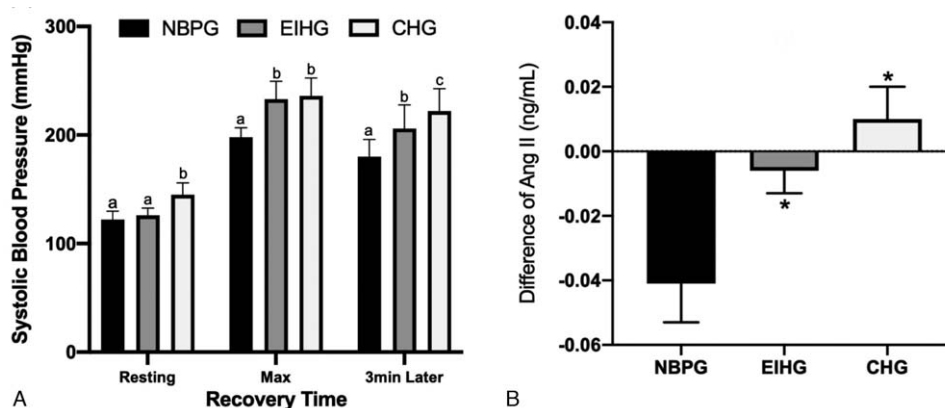 300
NBPG EIHG CHG
Systolic Blood Pressure (mmHg)
200
100
0
a a b
a b b
a b c
Resting Max 3min Later
Recovery Time
A
0.04
0.02
0.00
-0.02
-0.04
-0.06
Difference of Ang II (ng/mL)
* *
NBPG EIHG CHG
B